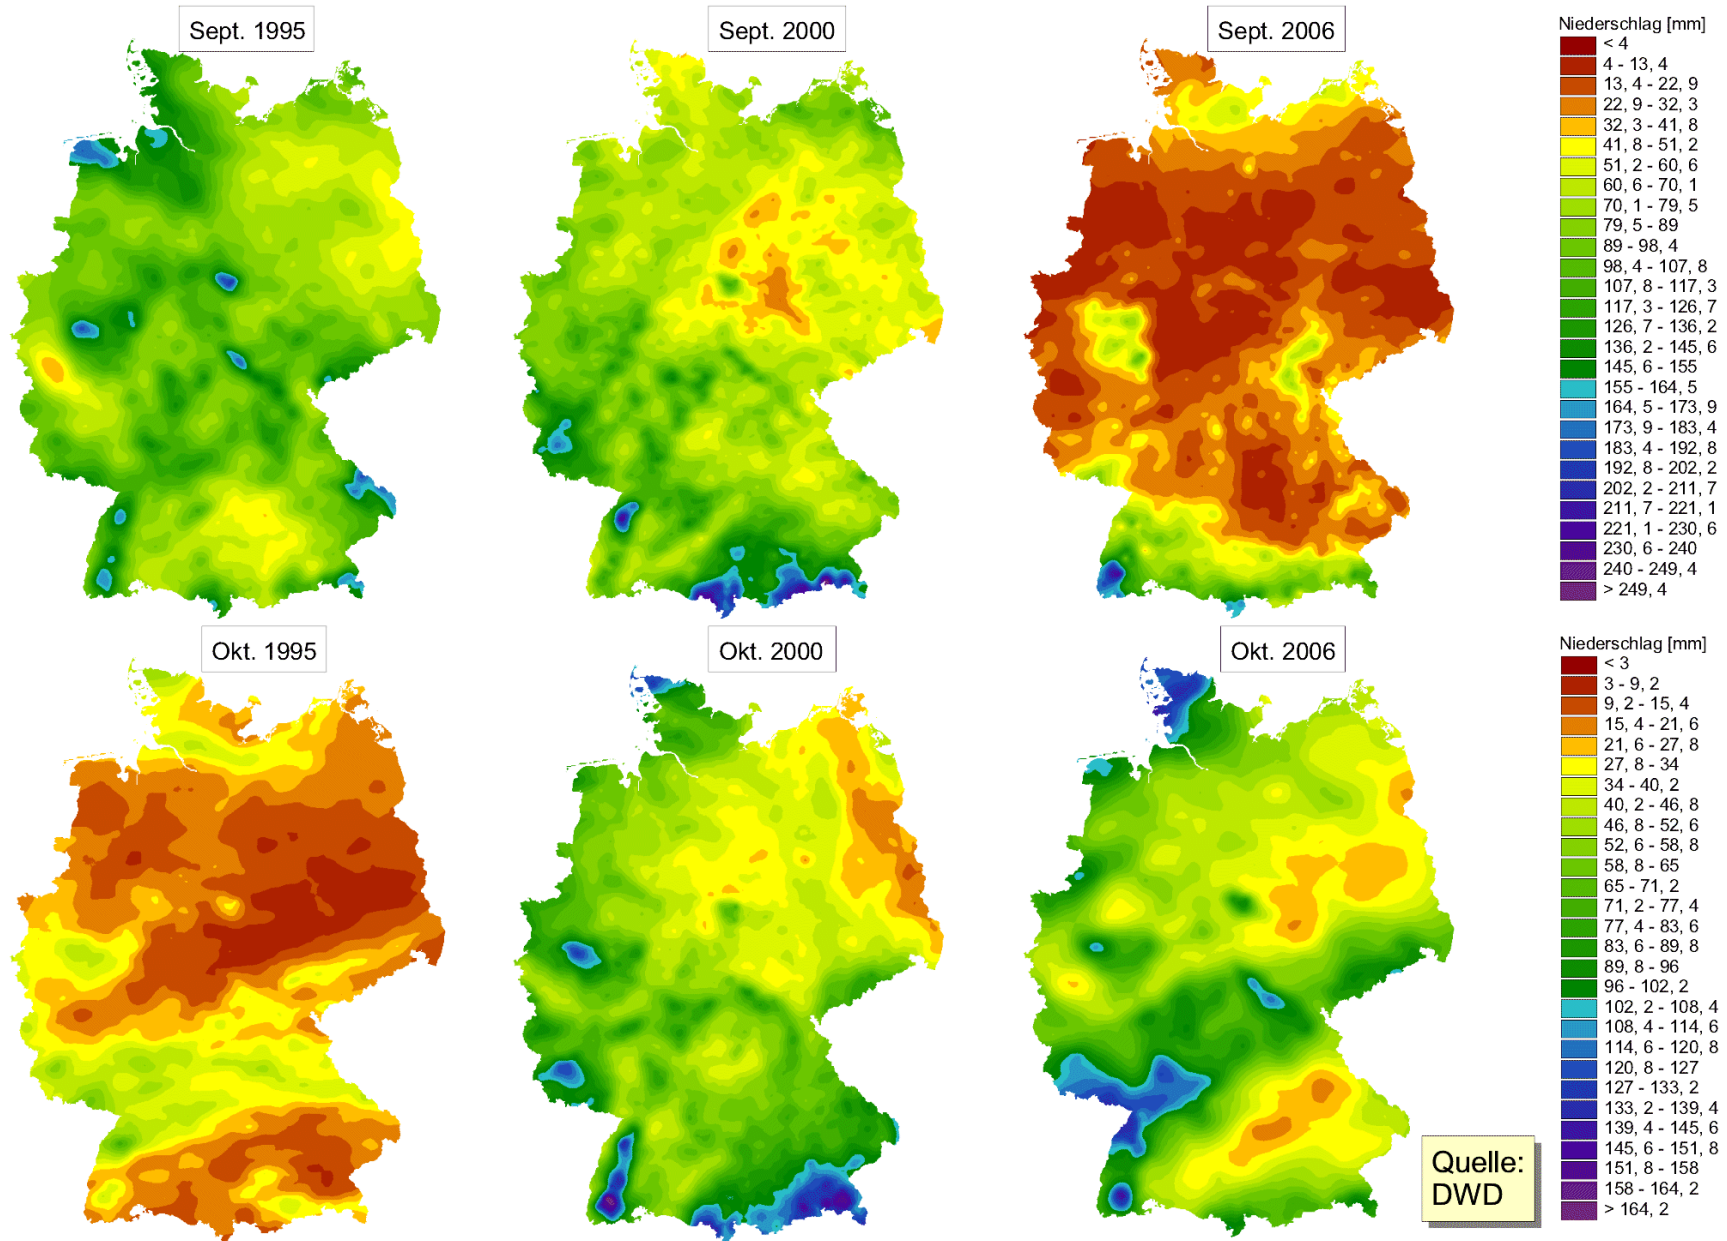 Sept. 1995
Sept. 2000
Sept. 2006
Niederschlag [mm]
< 4
4 - 13, 4
13, 4 - 22, 9
22, 9 - 32, 3
32, 3 - 41, 8
41, 8 - 51, 2
51, 2 - 60, 6
60, 6 - 70, 1
70, 1 - 79, 5
79, 5 - 89
89 - 98, 4
98, 4 - 107, 8
107, 8 - 117, 3
117, 3 - 126, 7
126, 7 - 136, 2
136, 2 - 145, 6
145, 6 - 155
155 - 164, 5
164, 5 - 173, 9
173, 9 - 183, 4
183, 4 - 192, 8
192, 8 - 202, 2
202, 2 - 211, 7
211, 7 - 221, 1
221, 1 - 230, 6
230, 6 - 240
240 - 249, 4
> 249, 4
Okt. 1995
Okt. 2000
Okt. 2006
Niederschlag [mm]
< 3
3 - 9, 2
9, 2 - 15, 4
15, 4 - 21, 6
21, 6 - 27, 8
27, 8 - 34
34 - 40, 2
40, 2 - 46, 8
46, 8 - 52, 6
52, 6 - 58, 8
58, 8 - 65
65 - 71, 2
71, 2 - 77, 4
77, 4 - 83, 6
83, 6 - 89, 8
89, 8 - 96
96 - 102, 2
102, 2 - 108, 4
108, 4 - 114, 6
114, 6 - 120, 8
120, 8 - 127
127 - 133, 2
133, 2 - 139, 4
139, 4 - 145, 6
145, 6 - 151, 8
151, 8 - 158
158 - 164, 2
> 164, 2
Quelle:
DWD